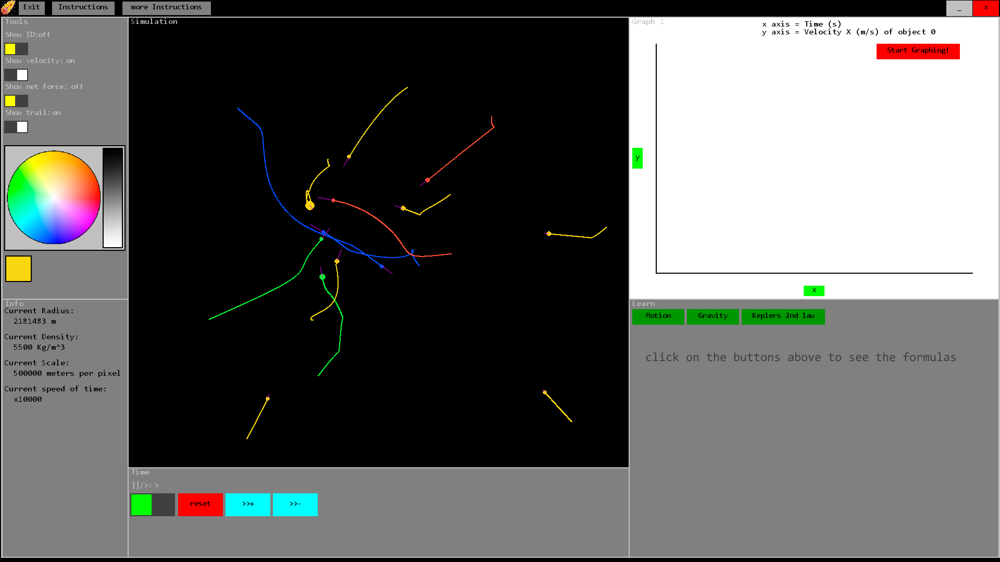 Exit Instructions more Instructions _ x
Tools
Show ID:off
Show velocity: on
Show net Force: off
Show trail:on
Info
Current Radius:
2181483 m
Current Density:
5500 Kg/m^3
Current Scale:
500000 meters per pixel
Current speed of time:
x10000
Simulation
Time
||/>: >
reset >>+ >>-
Graph 1
x axis = Time (s)
y axis = Velocity X (m/s) of object 0
Start Graphing!
y
x
Learn
Motion Gravity Keplers 2nd law
click on the buttons above to see the formulas